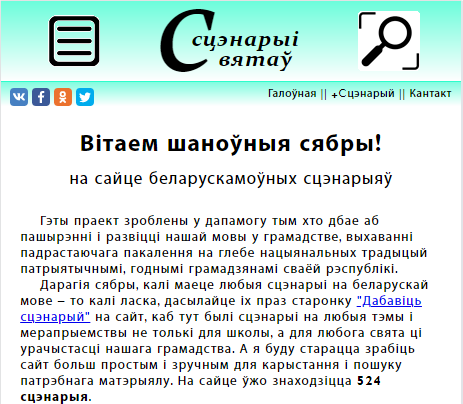 Сцэнарыі
Святаў
Галоўная || +Сцэнарый || Кантакт
Вітаем шаноўныя сябры!
на сайце беларускамоўных сцэнарыяў
Гэты праект зроблены у дапамогу тым хто дбае аб
пашырэнні і развіцці нашай мовы у грамадстве, выхаванні
падрастаючага пакалення на глебе нацыянальных традыцый
патрыятычнымі, годнымі грамадзянамі сваёй рэспублікі.
Дарагія сябры, калі маеце любыя сцэнарыі на беларускай
мове – то калі ласка, дасылайце іх праз старонку "Дабавіць
сцэнарый" на сайт, каб тут былі сцэнарыі на любыя тэмы і
мерапрыемствы не толькі для школы, а для любога свята ці
урачыстасці нашага грамадства. А я буду старацца зрабіць
сайт больш простым і зручным для карыстання і пошуку
патрэбнага матэрыялу. На сайце ўжо знаходзіцца 524
сцэнарыя.